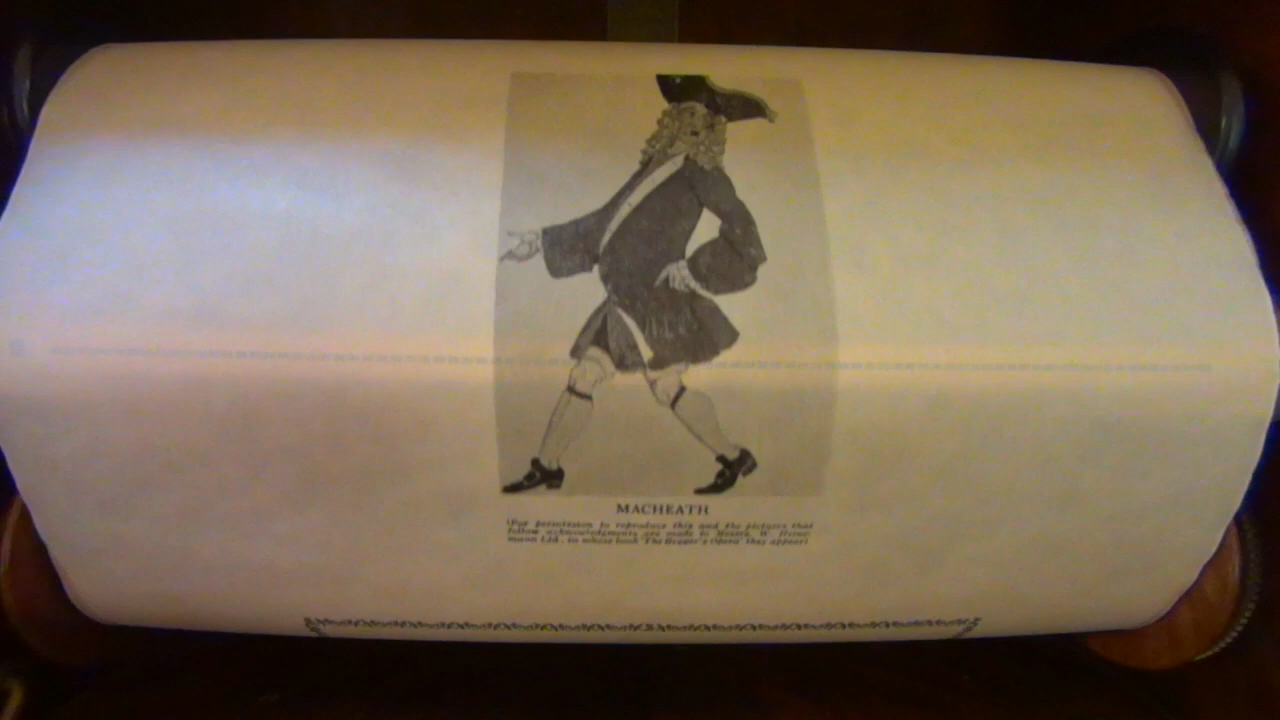 MACHEATH
(For permission to reproduce this and the pictures that
follow acknowledgments are made to Messrs. W. Heine-
mann Ltd., in whose book 'The Beggar's Opera' they appear)